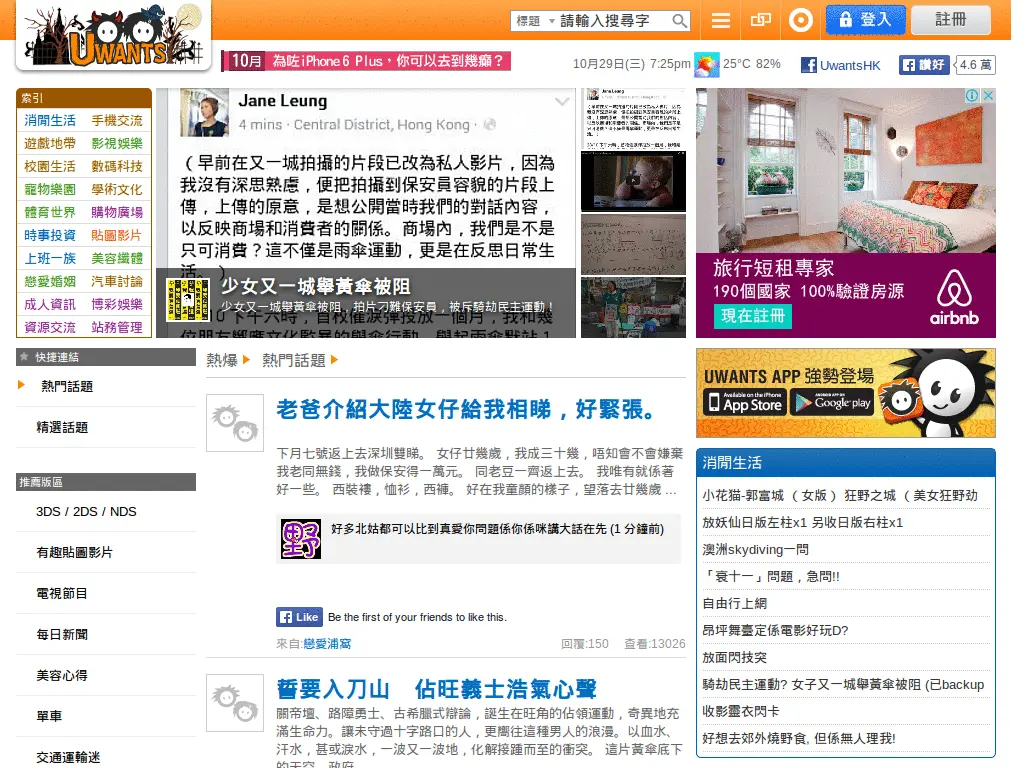 UWANTS
標題 請輸入搜尋字
登入
註冊
10月 為咗iPhone6 Plus，你可以去到幾癲？
10月29日(三) 7:25pm 25°C 82% UwantsHK 讚好 4.6 萬
索引
消閒生活 手機交流
遊戲地帶 影視娛樂
校園生活 數碼科技
寵物樂園 學術文化
體育世界 購物廣場
時事投資 貼圖影片
上班一族 美容纖體
戀愛婚姻 汽車討論
成人資訊 博彩娛樂
資源交流 站務管理
Jane Leung
4 mins · Central District, Hong Kong ·
（早前在又一城拍攝的片段已改為私人影片，因為
我沒有深思熟慮，便把拍攝到保安員容貌的片段上
傳，上傳的原意，是想公開當時我們的對話內容，
以反映商場和消費者的關係。商場內，我們是不是
只可消費？這不僅是雨傘運動，更是在反思日常生
活。）
少女又一城舉黃傘被阻
少女又一城舉黃傘被阻，拍片刁難保安員，被斥騎劫民主運動！
旅行短租專家
190個國家 100%驗證房源
現在註冊
airbnb
快捷連結
熱門話題
精選話題
推薦版區
3DS / 2DS / NDS
有趣貼圖影片
電視節目
每日新聞
美容心得
單車
交通運輸迷
熱爆 熱門話題
老爸介紹大陸女仔給我相睇，好緊張。
下月七號返上去深圳雙睇。 女仔廿幾歲，我成三十幾，唔知會不會嫌棄
我老同無錢，我做保安得一萬元。 同老豆一齊返上去。 我唯有就係著
好一些。 西裝褸，恤衫，西褲。 好在我童顏的樣子，望落去廿幾歲 ...
野
好多北姑都可以比到真愛你問題係你係咪講大話在先 (1 分鐘前)
Like Be the first of your friends to like this.
來自:戀愛施窩 回覆:150 查看:13026
誓要入刀山 佔旺義士浩氣心聲
關帝壇、路障勇士、古希臘式辯論，誕生在旺角的佔領運動，奇異地充
滿生命力。讓未守過十字路口的人，更嚮往這種男人的浪漫。以血水、
汗水，甚或淚水，一波又一波地，化解接踵而至的衝突。 這片黃傘底下
的天空，政府
UWANTS APP 強勢登場
Available on the iPhone
App Store
ANDROID APP ON
Google play
消閒生活
小花猫-郭富城 （ 女版 ） 狂野之城 （ 美女狂野劲
放妖仙日版左柱x1 另收日版右柱x1
澳洲skydiving一問
「衰十一」問題，急問!!
自由行上網
昂坪舞臺定係電影好玩D?
放面閃技突
騎劫民主運動? 女子又一城舉黃傘被阻 (已backup
收影靈衣閃卡
好想去郊外燒野食, 但係無人理我!